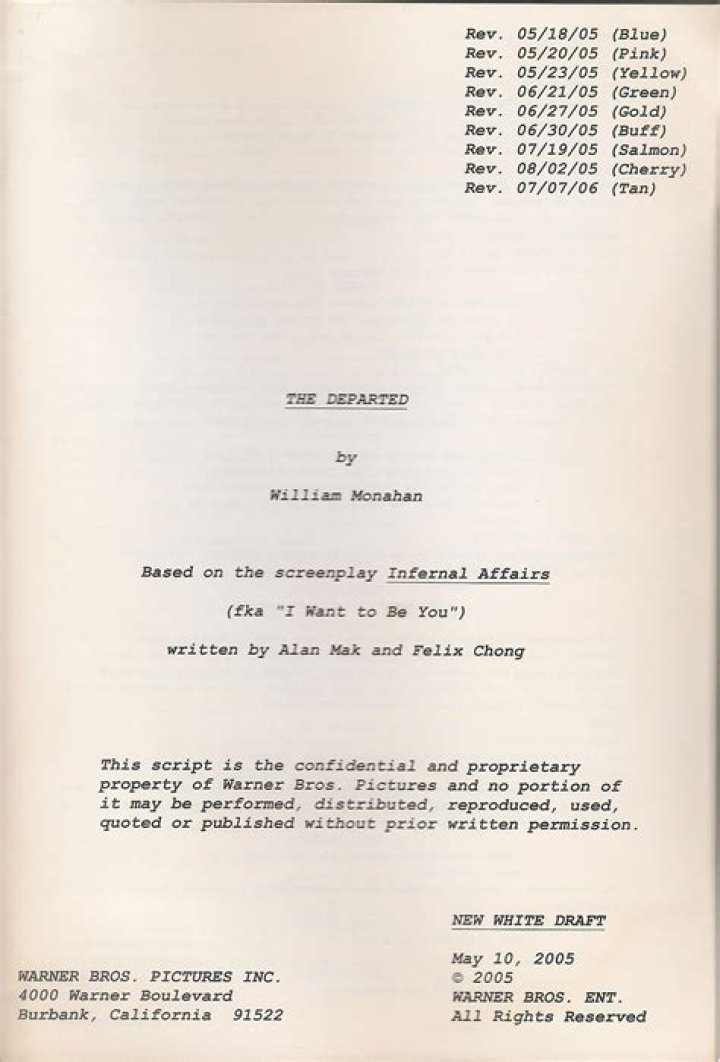 Rev. 05/18/05 (Blue)
Rev. 05/20/05 (Pink)
Rev. 05/23/05 (Yellow)
Rev. 06/21/05 (Green)
Rev. 06/27/05 (Gold)
Rev. 06/30/05 (Buff)
Rev. 07/19/05 (Salmon)
Rev. 08/02/05 (Cherry)
Rev. 07/07/06 (Tan)
THE DEPARTED
by
William Monahan
Based on the screenplay Infernal Affairs
(fka "I Want to Be You")
written by Alan Mak and Felix Chong
This script is the confidential and proprietary
property of Warner Bros. Pictures and no portion of
it may be performed, distributed, reproduced, used,
quoted or published without prior written permission.
NEW WHITE DRAFT
May 10, 2005
© 2005
WARNER BROS. ENT.
All Rights Reserved
WARNER BROS. PICTURES INC.
4000 Warner Boulevard
Burbank, California 91522